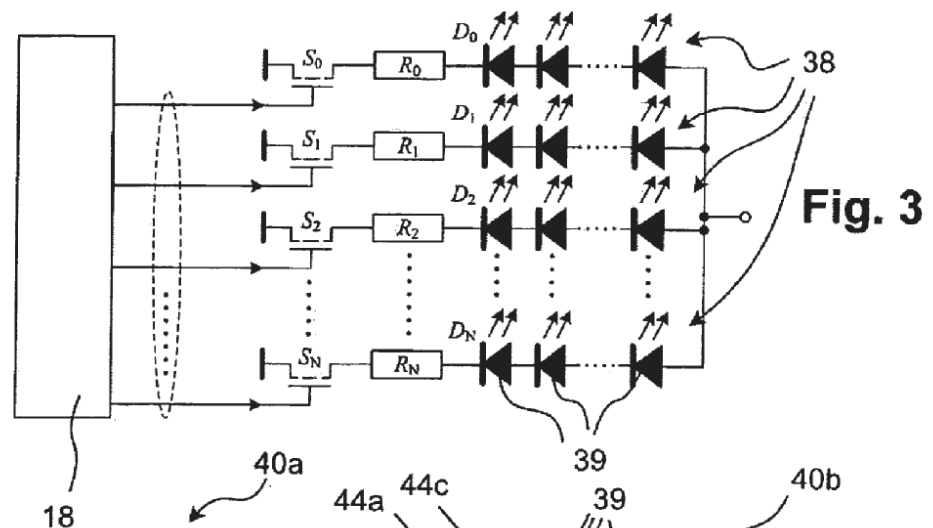 S0 R0 D0
38
S1 R1 D1
S2 R2 D2
Fig. 3
SN RN DN
39
18
40a
44a 44c
39
40b